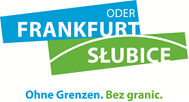 ODER
FRANKFURT
SŁUBICE
Ohne Grenzen. Bez granic.